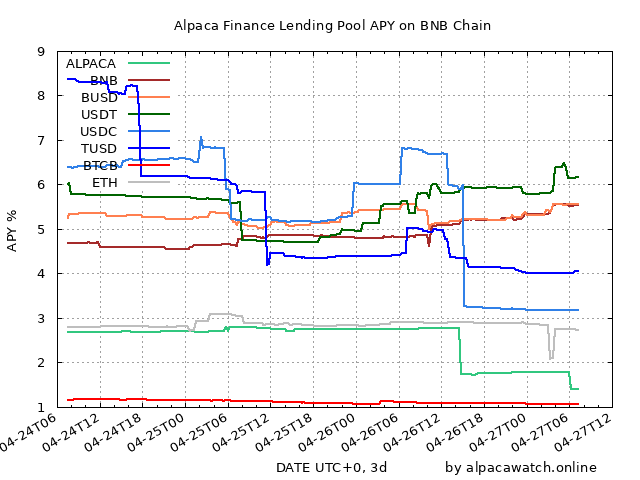 Alpaca Finance Lending Pool APY on BNB Chain
9
8
7
6
5
4
3
2
1
APY %
ALPACA
BNB
BUSD
USDT
USDC
TUSD
BTCB
ETH
04-24T06
04-24T12
04-24T18
04-25T00
04-25T06
04-25T12
04-25T18
04-26T00
04-26T06
04-26T12
04-26T18
04-27T00
04-27T06
04-27T12
DATE UTC+0, 3d
by alpacawatch.online